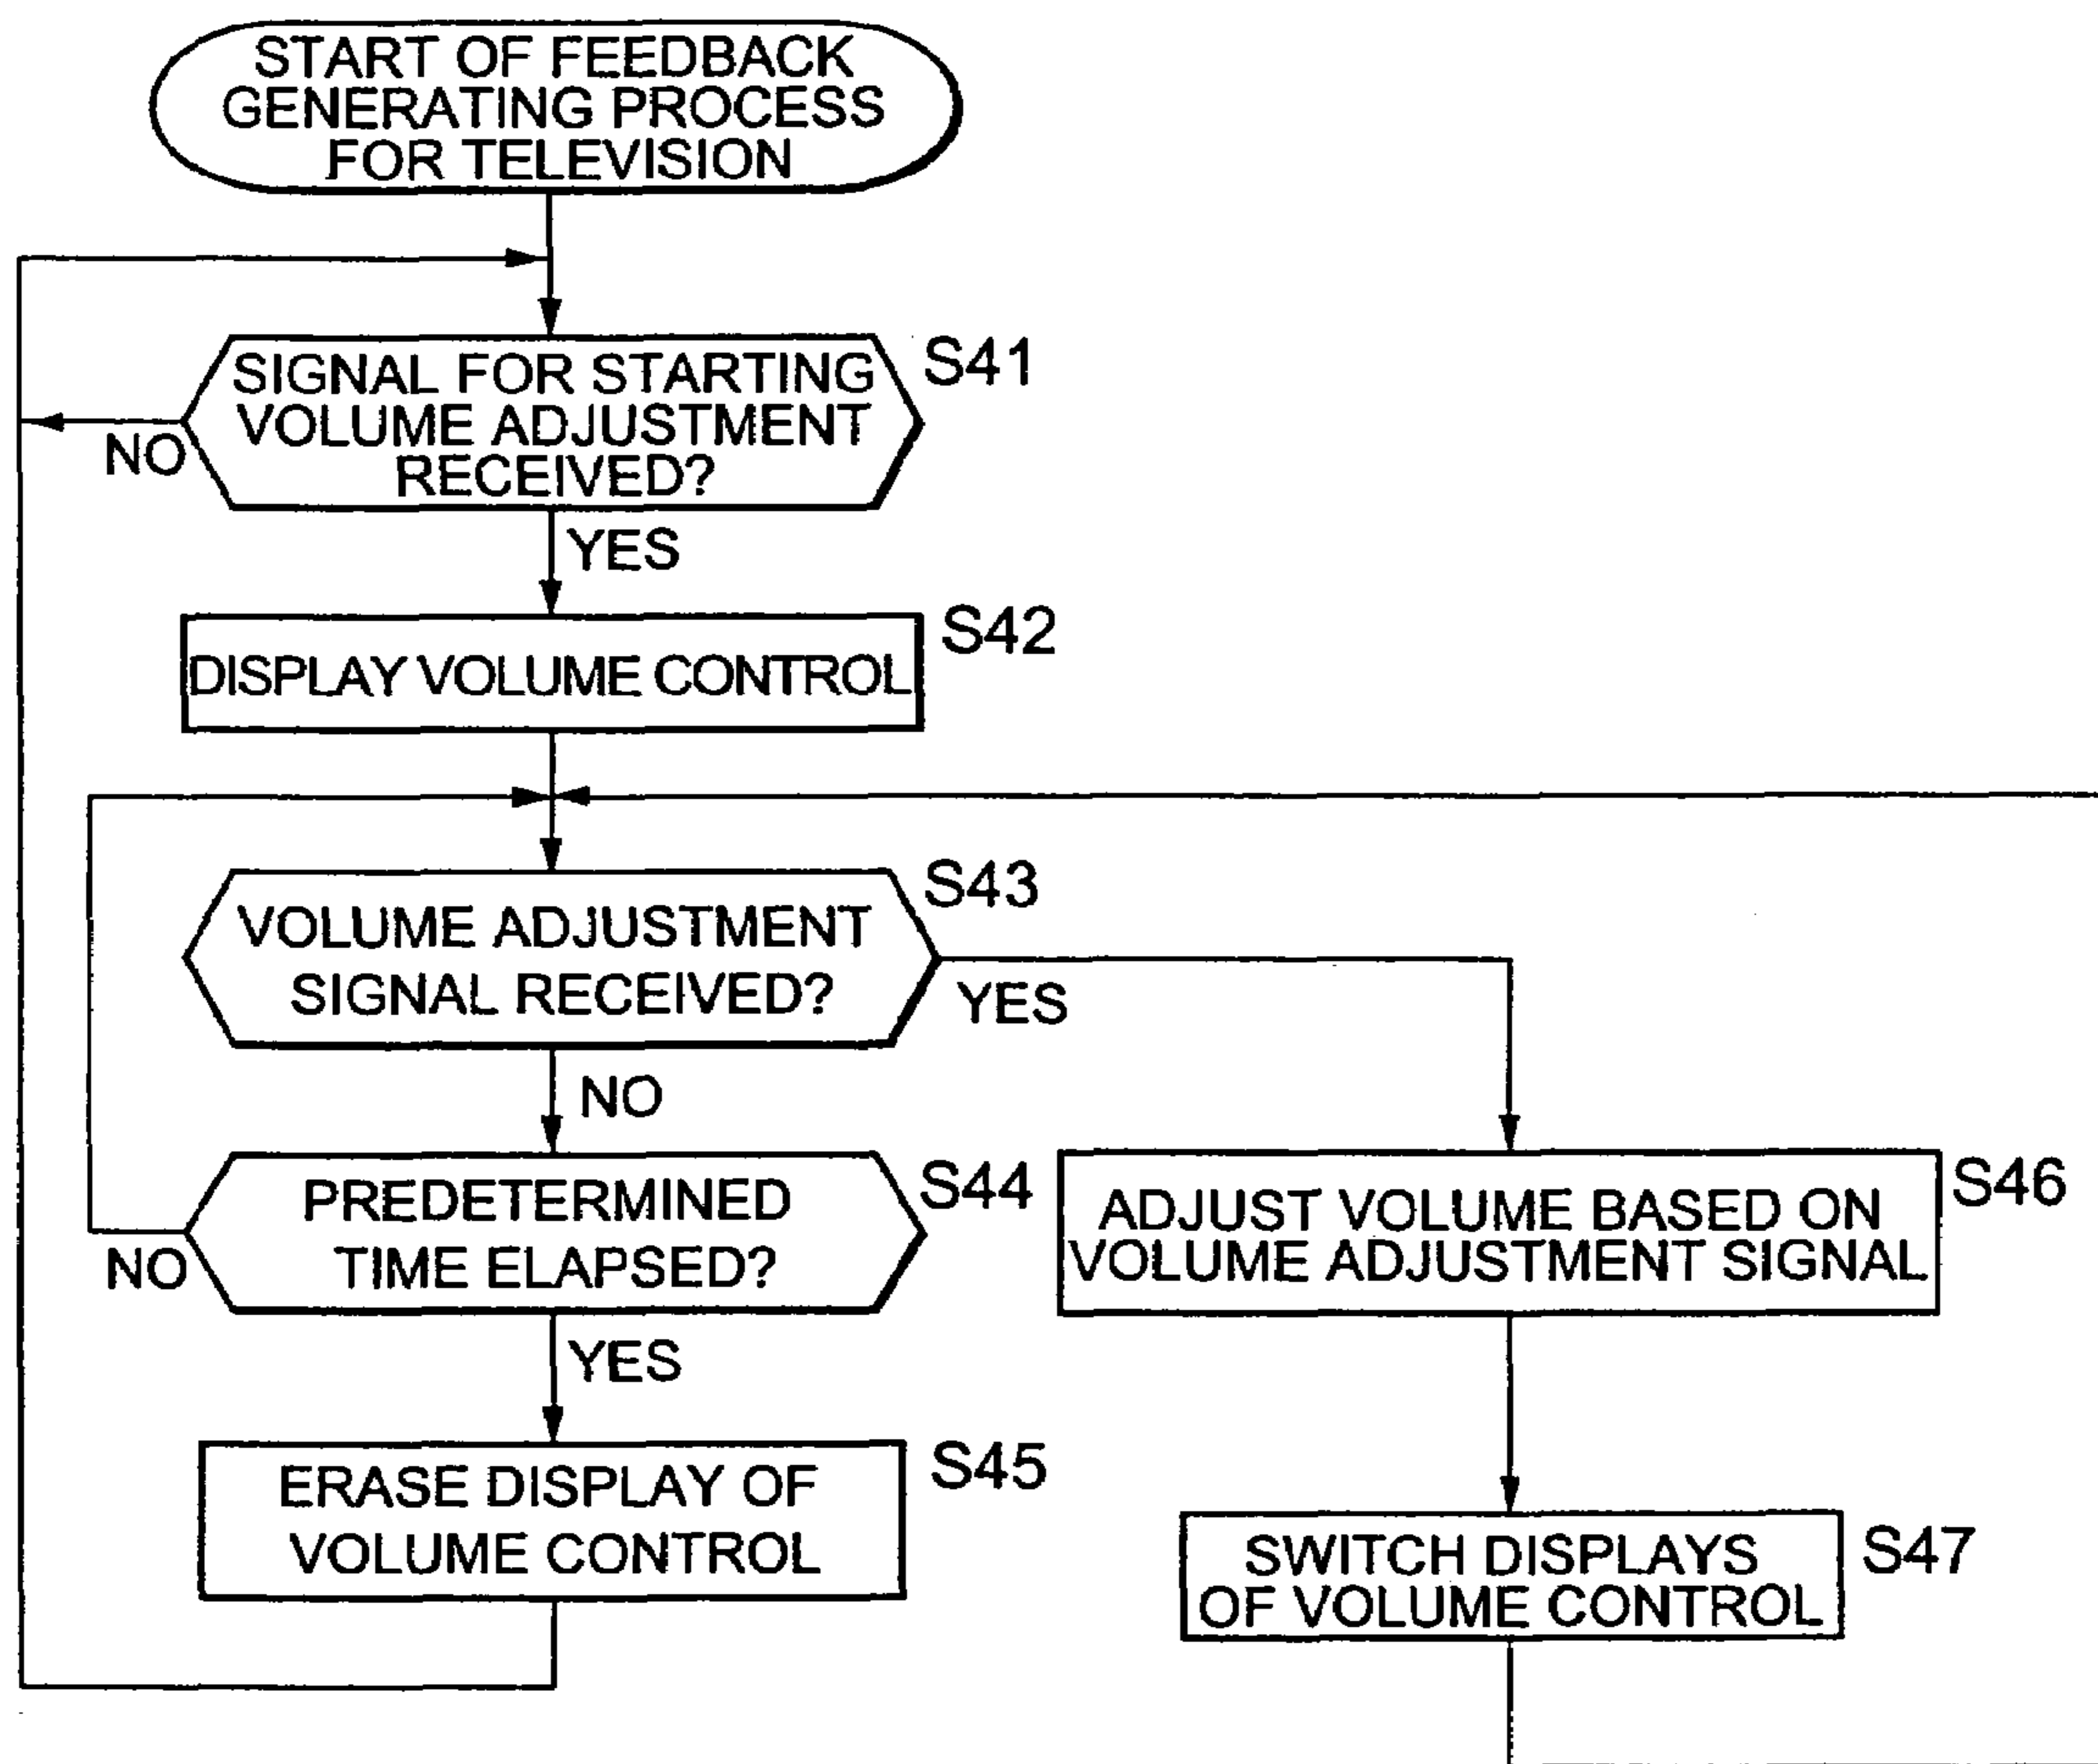 START OF FEEDBACK
GENERATING PROCESS
FOR TELEVISION
SIGNAL FOR STARTING
VOLUME ADJUSTMENT
RECEIVED?
S41
NO
YES
S42
DISPLAY VOLUME CONTROL
S43
VOLUME ADJUSTMENT
SIGNAL RECEIVED?
YES
NO
PREDETERMINED
TIME ELAPSED?
S44
NO
YES
ADJUST VOLUME BASED ON
VOLUME ADJUSTMENT SIGNAL
S46
ERASE DISPLAY OF
VOLUME CONTROL
S45
SWITCH DISPLAYS
OF VOLUME CONTROL
S47